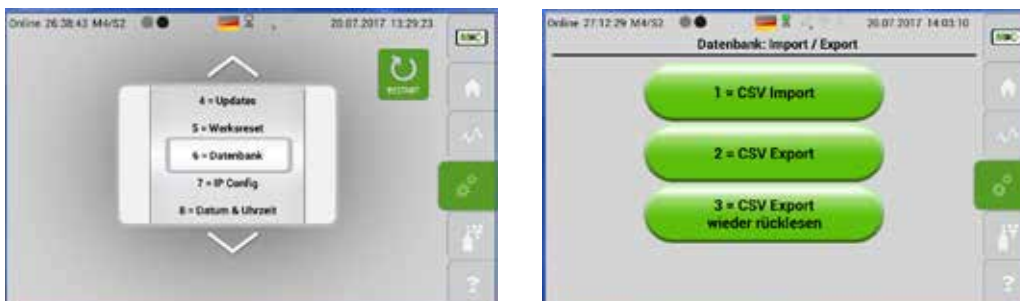 Online 26:38:43 M4/S2
20.07.2017 13:29:23
RESTART
4 = Updates
5 = Werksreset
6 = Datenbank
7 = IP Config
8 = Datum & Uhrzeit
?
Online 27:12:29 M4/S2
20.07.2017 14:03:10
Datenbank: Import / Export
1 = CSV Import
2 = CSV Export
3 = CSV Export
wieder rücklesen
?